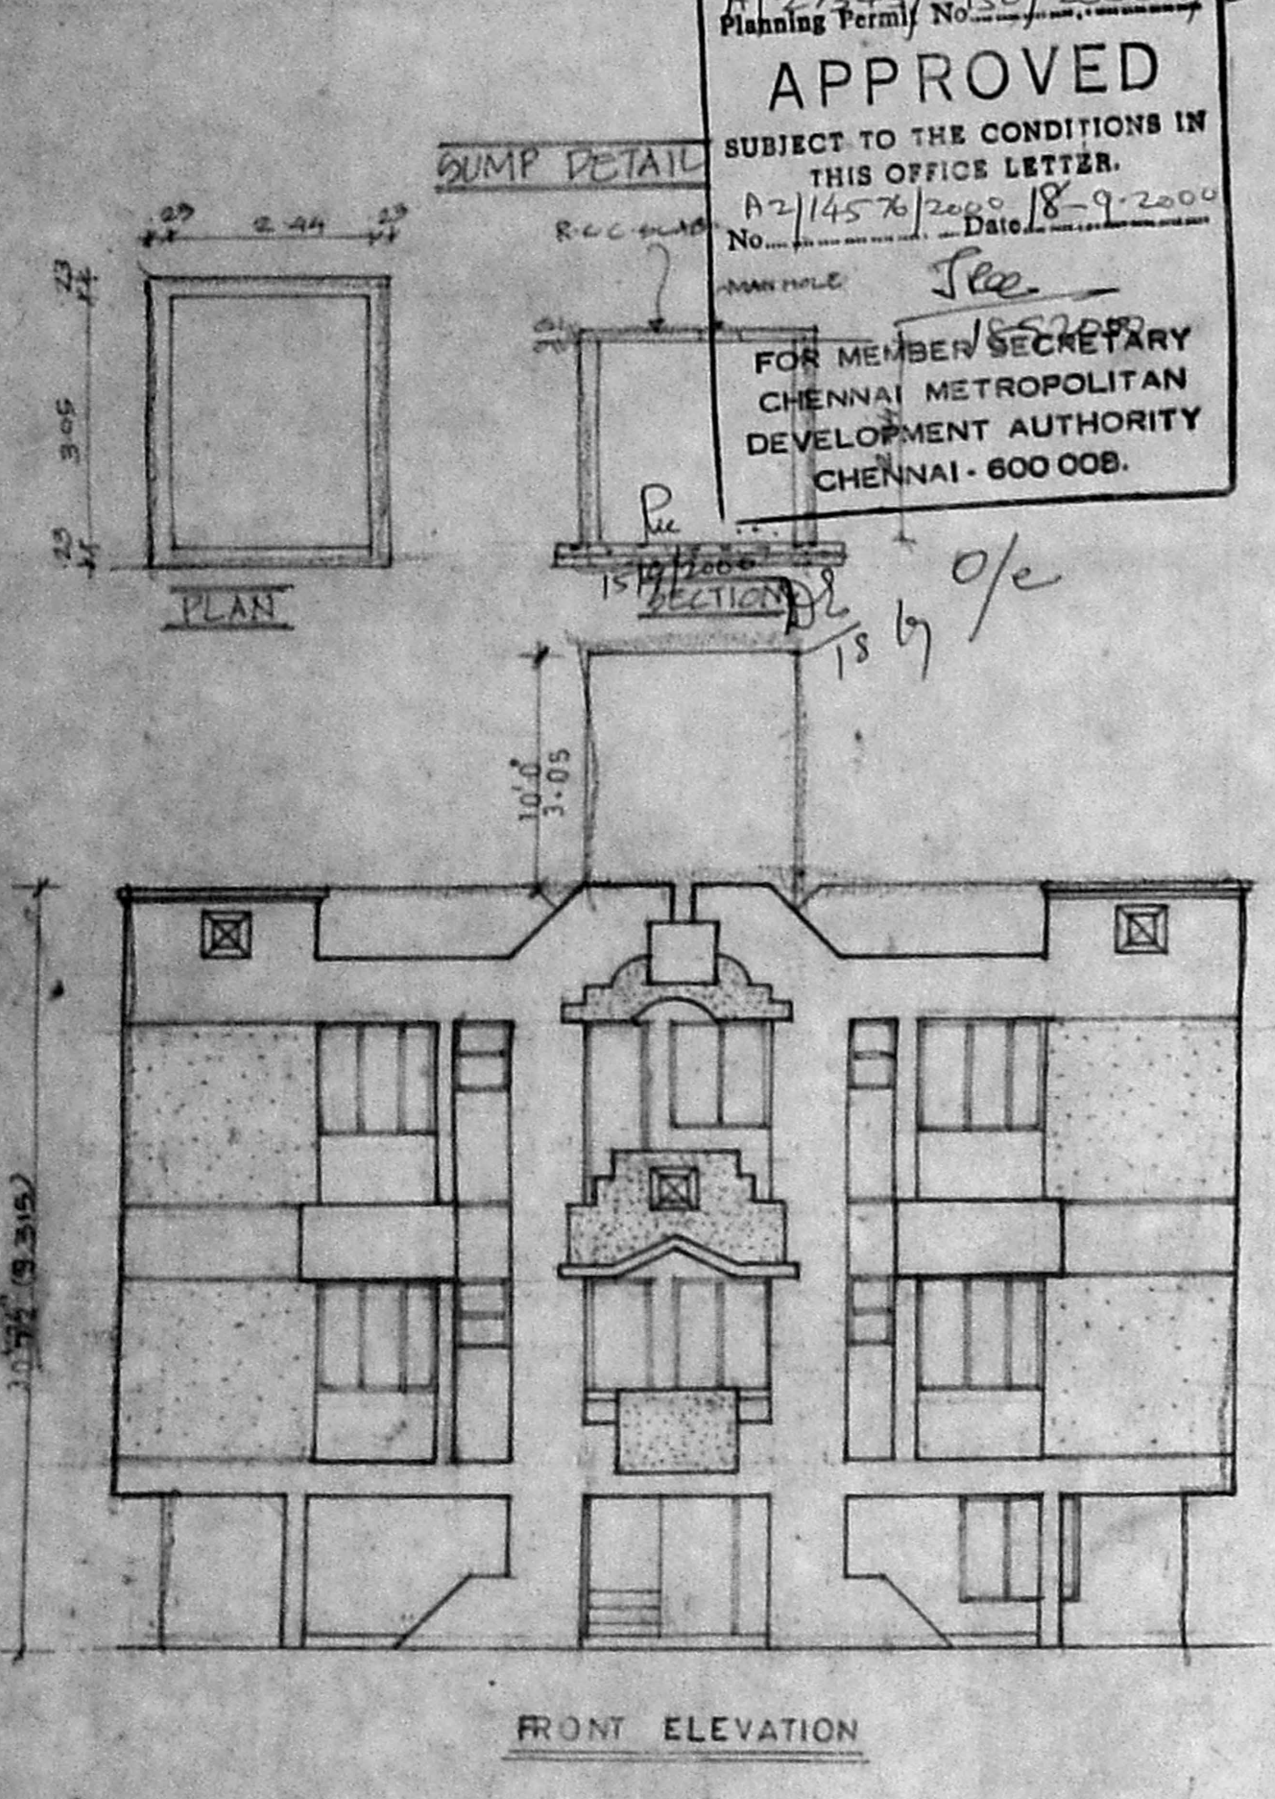 Planning Permit No.
APPROVED
SUBJECT TO THE CONDITIONS IN
THIS OFFICE LETTER.
No. A2/14576/2000 Date 18-9-2000
FOR MEMBER SECRETARY
CHENNAI METROPOLITAN
DEVELOPMENT AUTHORITY
CHENNAI - 600 008.
SUMP DETAIL
.23 2.44 .23
R.C.C. SLAB
MAN HOLE
.23
3.05
.23
15/9/2000
PLAN
SECTION
O/c
10'.0"
3.05
(9.315)
FRONT ELEVATION